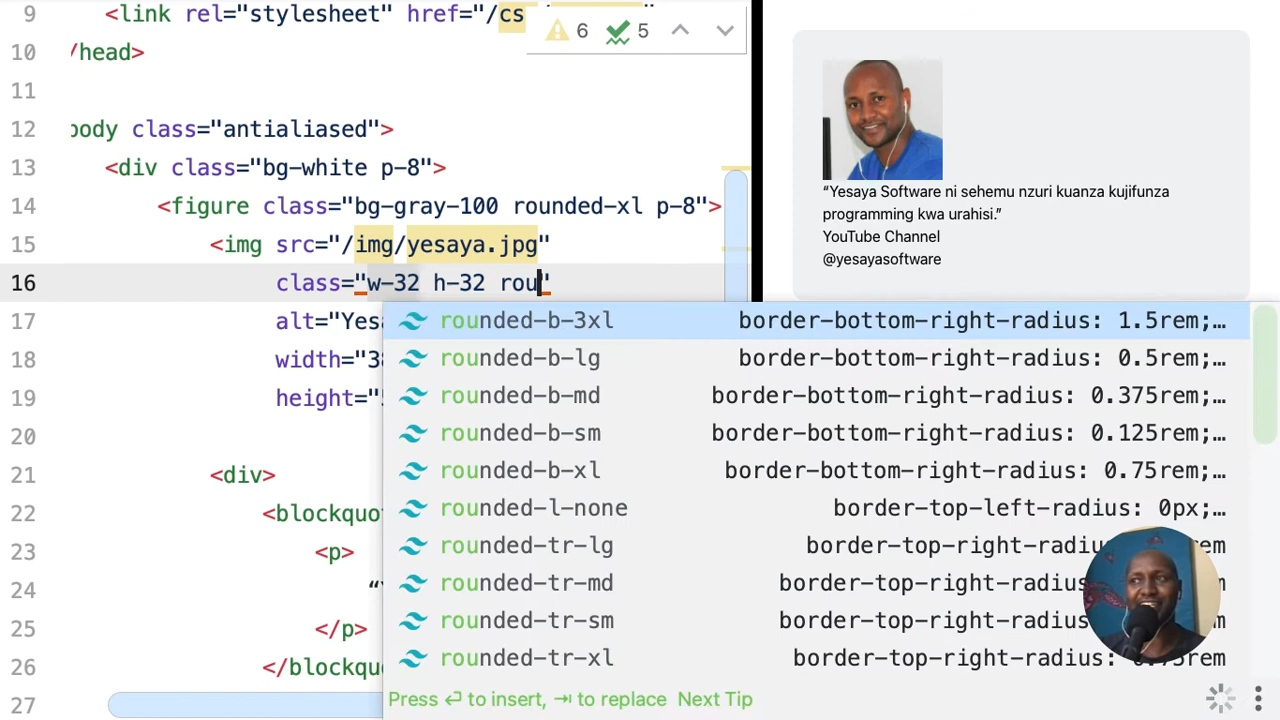 9 <link rel="stylesheet" href="/cs
6 5
10 /head>
11
12 body class="antialiased">
13 <div class="bg-white p-8">
14 <figure class="bg-gray-100 rounded-xl p-8">
15 <img src="/img/yesaya.jpg"
16 class="w-32 h-32 rou"
17 alt="Yes
18 width="38
19 height="
20
21 <div>
22 <blockquot
23 <p>
24 “
25 </p>
26 </blockqu
27
rounded-b-3xl border-bottom-right-radius: 1.5rem;…
rounded-b-lg border-bottom-right-radius: 0.5rem;…
rounded-b-md border-bottom-right-radius: 0.375rem;…
rounded-b-sm border-bottom-right-radius: 0.125rem;…
rounded-b-xl border-bottom-right-radius: 0.75rem;…
rounded-l-none border-top-left-radius: 0px;…
rounded-tr-lg border-top-right-radiu em
rounded-tr-md border-top-right-rad m
rounded-tr-sm border-top-right-rad m
rounded-tr-xl border-top-right-radi rem
Press ⏎ to insert, ⇥ to replace Next Tip
“Yesaya Software ni sehemu nzuri kuanza kujifunza
programming kwa urahisi.”
YouTube Channel
@yesayasoftware